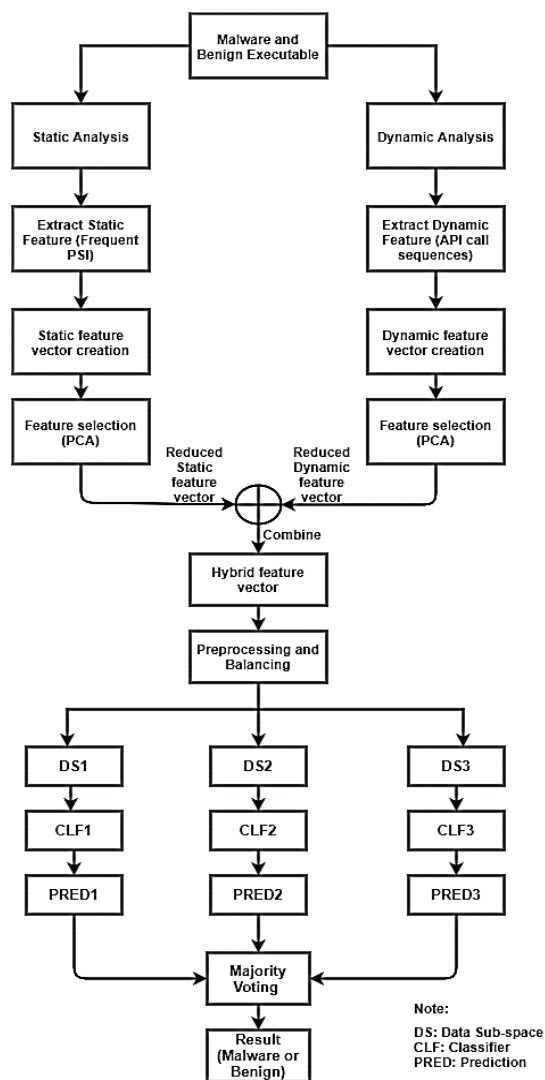 Malware and
Benign Executable
Static Analysis
Dynamic Analysis
Extract Static
Feature (Frequent
PSI)
Extract Dynamic
Feature (API call
sequences)
Static feature
vector creation
Dynamic feature
vector creation
Feature selection
(PCA)
Feature selection
(PCA)
Reduced
Static
feature
vector
Reduced
Dynamic
feature
vector
Combine
Hybrid feature
vector
Preprocessing and
Balancing
DS1
DS2
DS3
CLF1
CLF2
CLF3
PRED1
PRED2
PRED3
Majority
Voting
Result
(Malware or
Benign)
Note:
DS: Data Sub-space
CLF: Classifier
PRED: Prediction